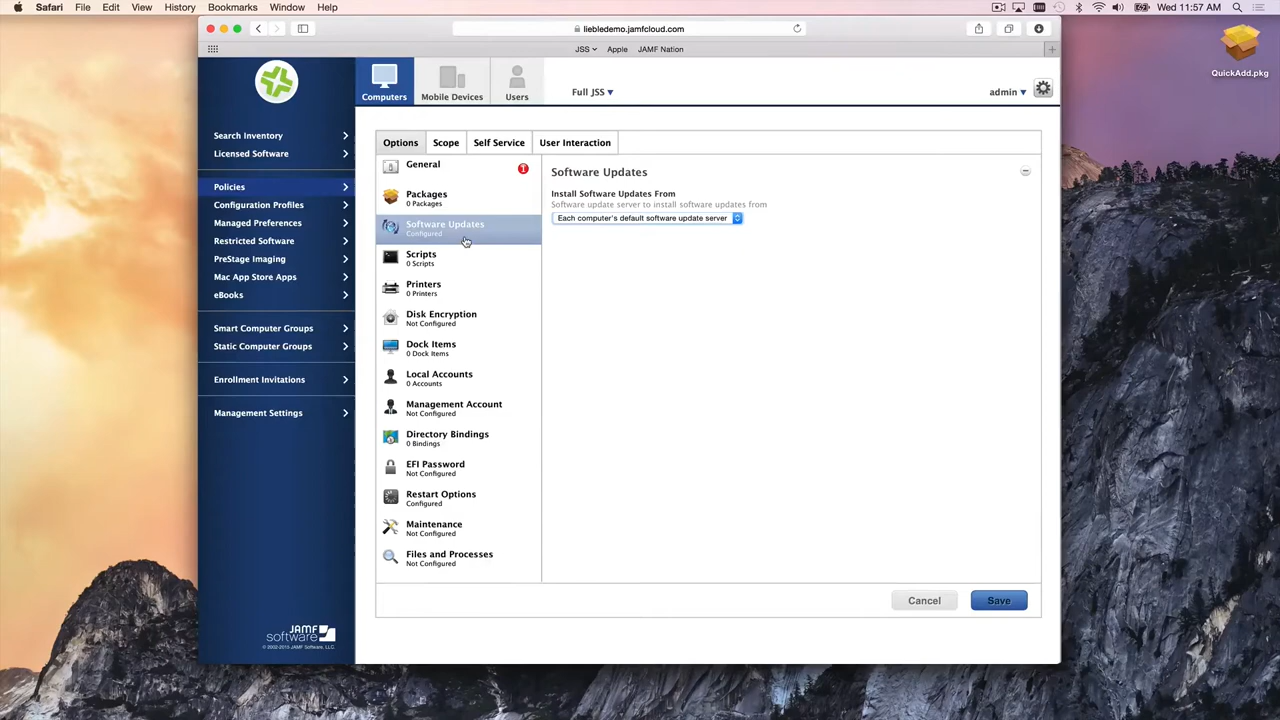 Safari File Edit View History Bookmarks Window Help
Wed 11:57 AM
liebledemo.jamfcloud.com
JSS Apple JAMF Nation
QuickAdd.pkg
Computers
Mobile Devices
Users
Full JSS
admin
Search Inventory
Licensed Software
Policies
Configuration Profiles
Managed Preferences
Restricted Software
PreStage Imaging
Mac App Store Apps
eBooks
Smart Computer Groups
Static Computer Groups
Enrollment Invitations
Management Settings
JAMF
software
© 2002-2015 JAMF Software, LLC.
Options Scope Self Service User Interaction
General
1
Packages
0 Packages
Software Updates
Configured
Scripts
0 Scripts
Printers
0 Printers
Disk Encryption
Not Configured
Dock Items
0 Dock Items
Local Accounts
0 Accounts
Management Account
Not Configured
Directory Bindings
0 Bindings
EFI Password
Not Configured
Restart Options
Configured
Maintenance
Not Configured
Files and Processes
Not Configured
Software Updates
Install Software Updates From
Software update server to install software updates from
Each computer's default software update server
Cancel
Save